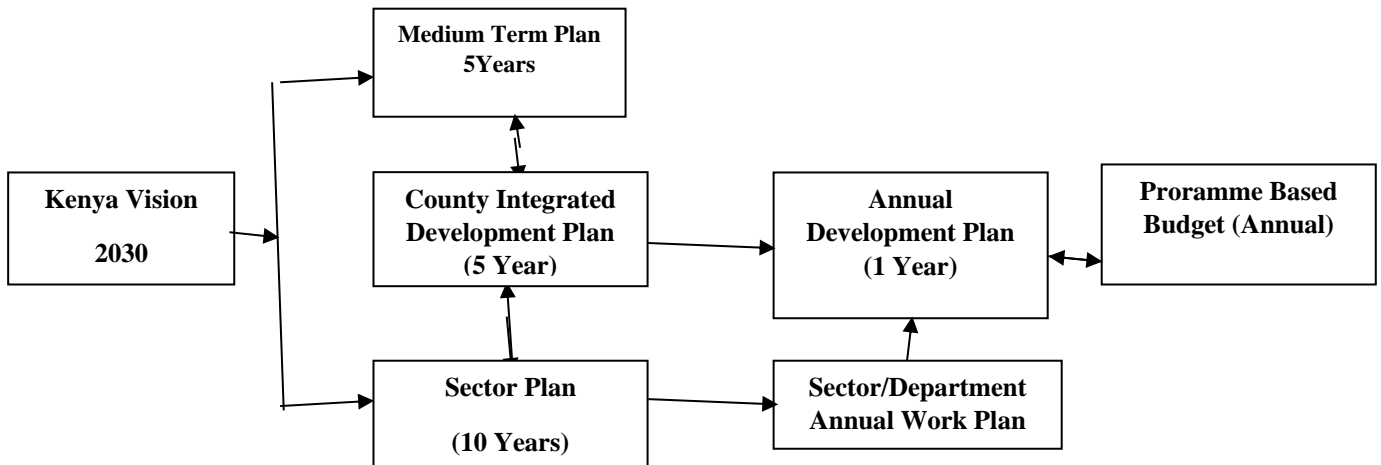 Medium Term Plan
5Years
Kenya Vision
2030
County Integrated
Development Plan
(5 Year)
Annual
Development Plan
(1 Year)
Proramme Based
Budget (Annual)
Sector Plan
(10 Years)
Sector/Department
Annual Work Plan